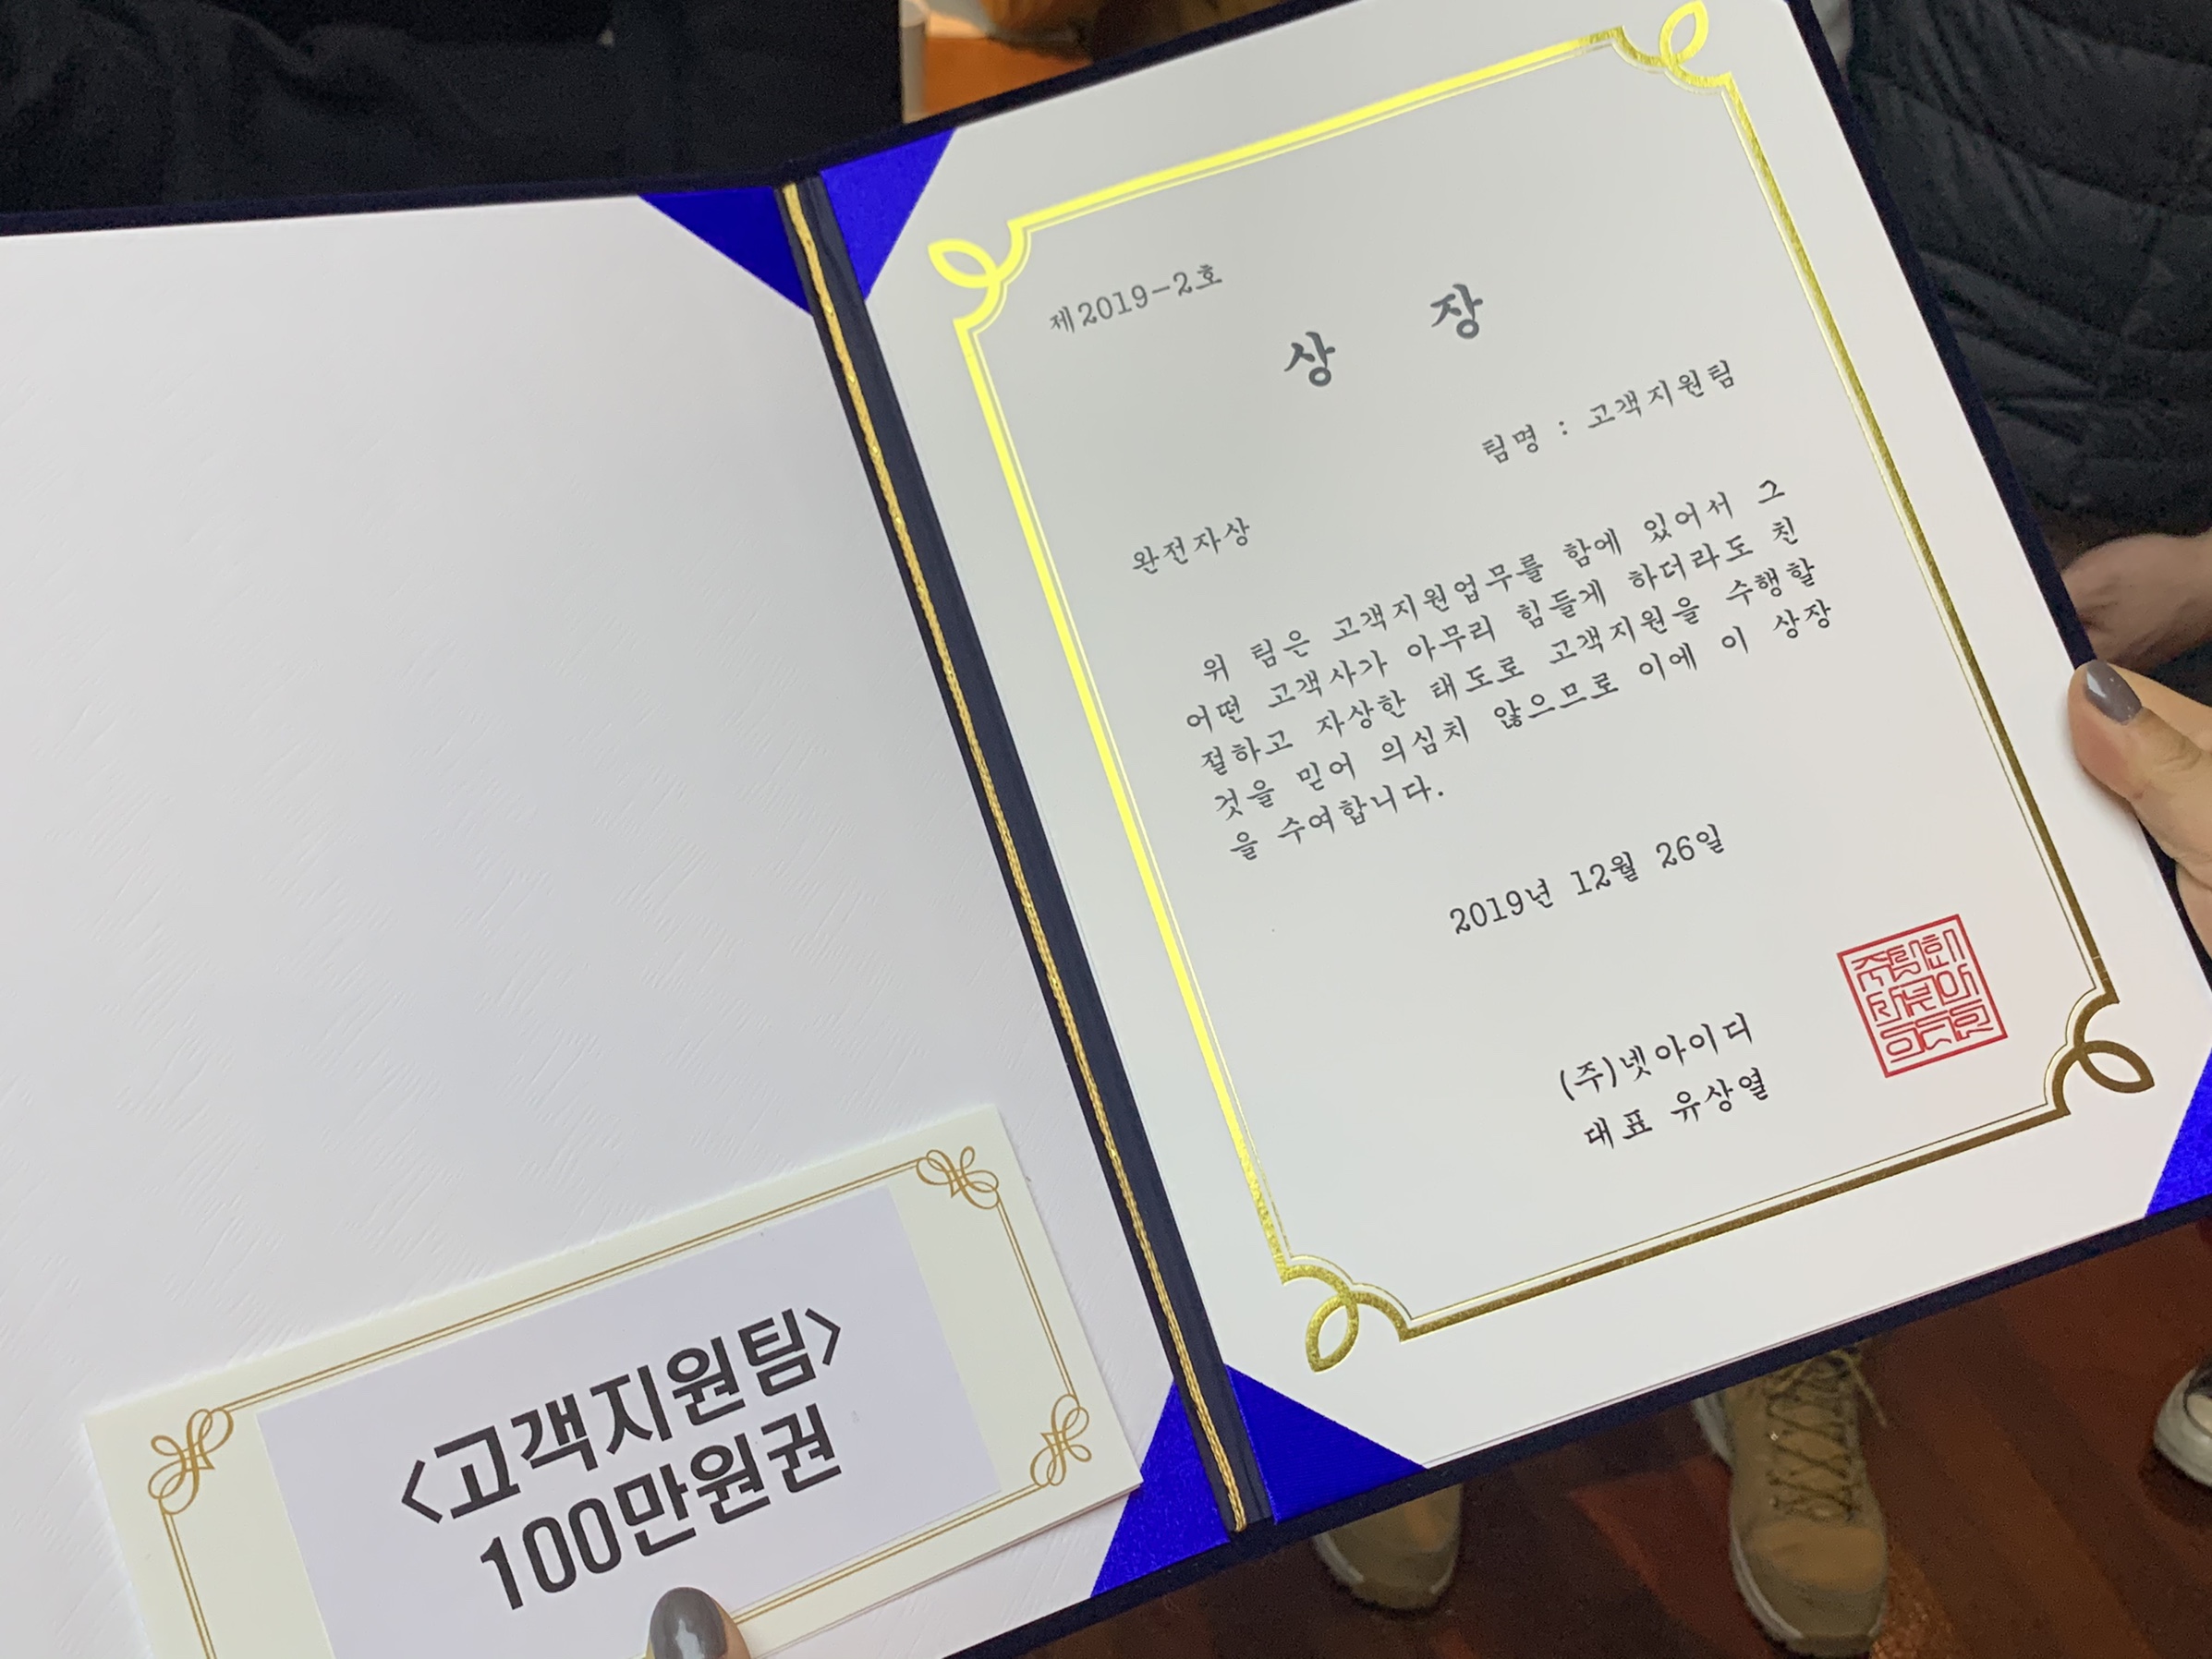 제2019-2호
상 장
팀명 : 고객지원팀
완전자상
위 팀은 고객지원업무를 함에 있어서 그
어떤 고객사가 아무리 힘들게 하더라도 친
절하고 자상한 태도로 고객지원을 수행할
것을 믿어 의심치 않으므로 이에 이 상장
을 수여합니다.
2019년 12월 26일
(주)넷아이디
대표 유상열
<고객지원팀>
100만원권